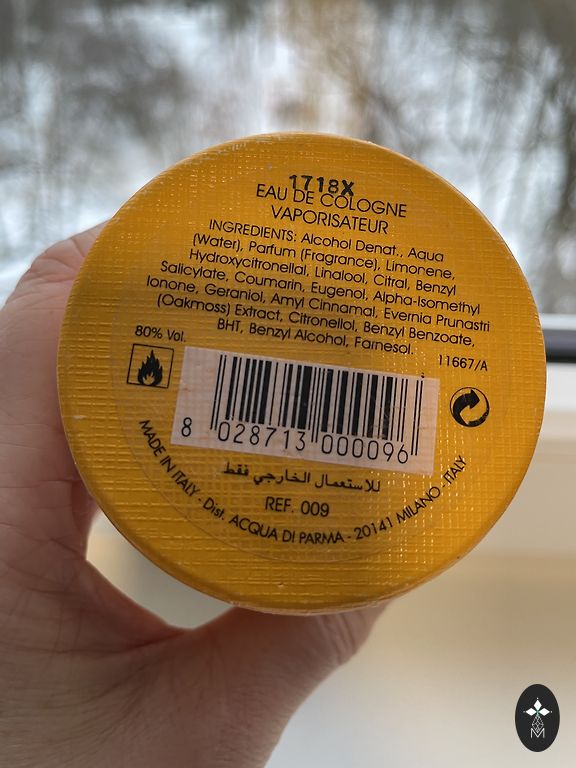 1718X
EAU DE COLOGNE
VAPORISATEUR
INGREDIENTS: Alcohol Denat., Aqua
(Water), Parfum (Fragrance), Limonene,
Hydroxycitronellal, Linalool, Citral, Benzyl
Salicylate, Coumarin, Eugenol, Alpha-Isomethyl
Ionone, Geraniol, Amyl Cinnamal, Evernia Prunastri
(Oakmoss) Extract, Citronellol, Benzyl Benzoate,
BHT, Benzyl Alcohol, Farnesol.
80% Vol.
11667/A
8 028713 000096
للاستعمال الخارجي فقط
REF. 009
MADE IN ITALY - Dist. ACQUA DI PARMA - 20141 MILANO - ITALY
M